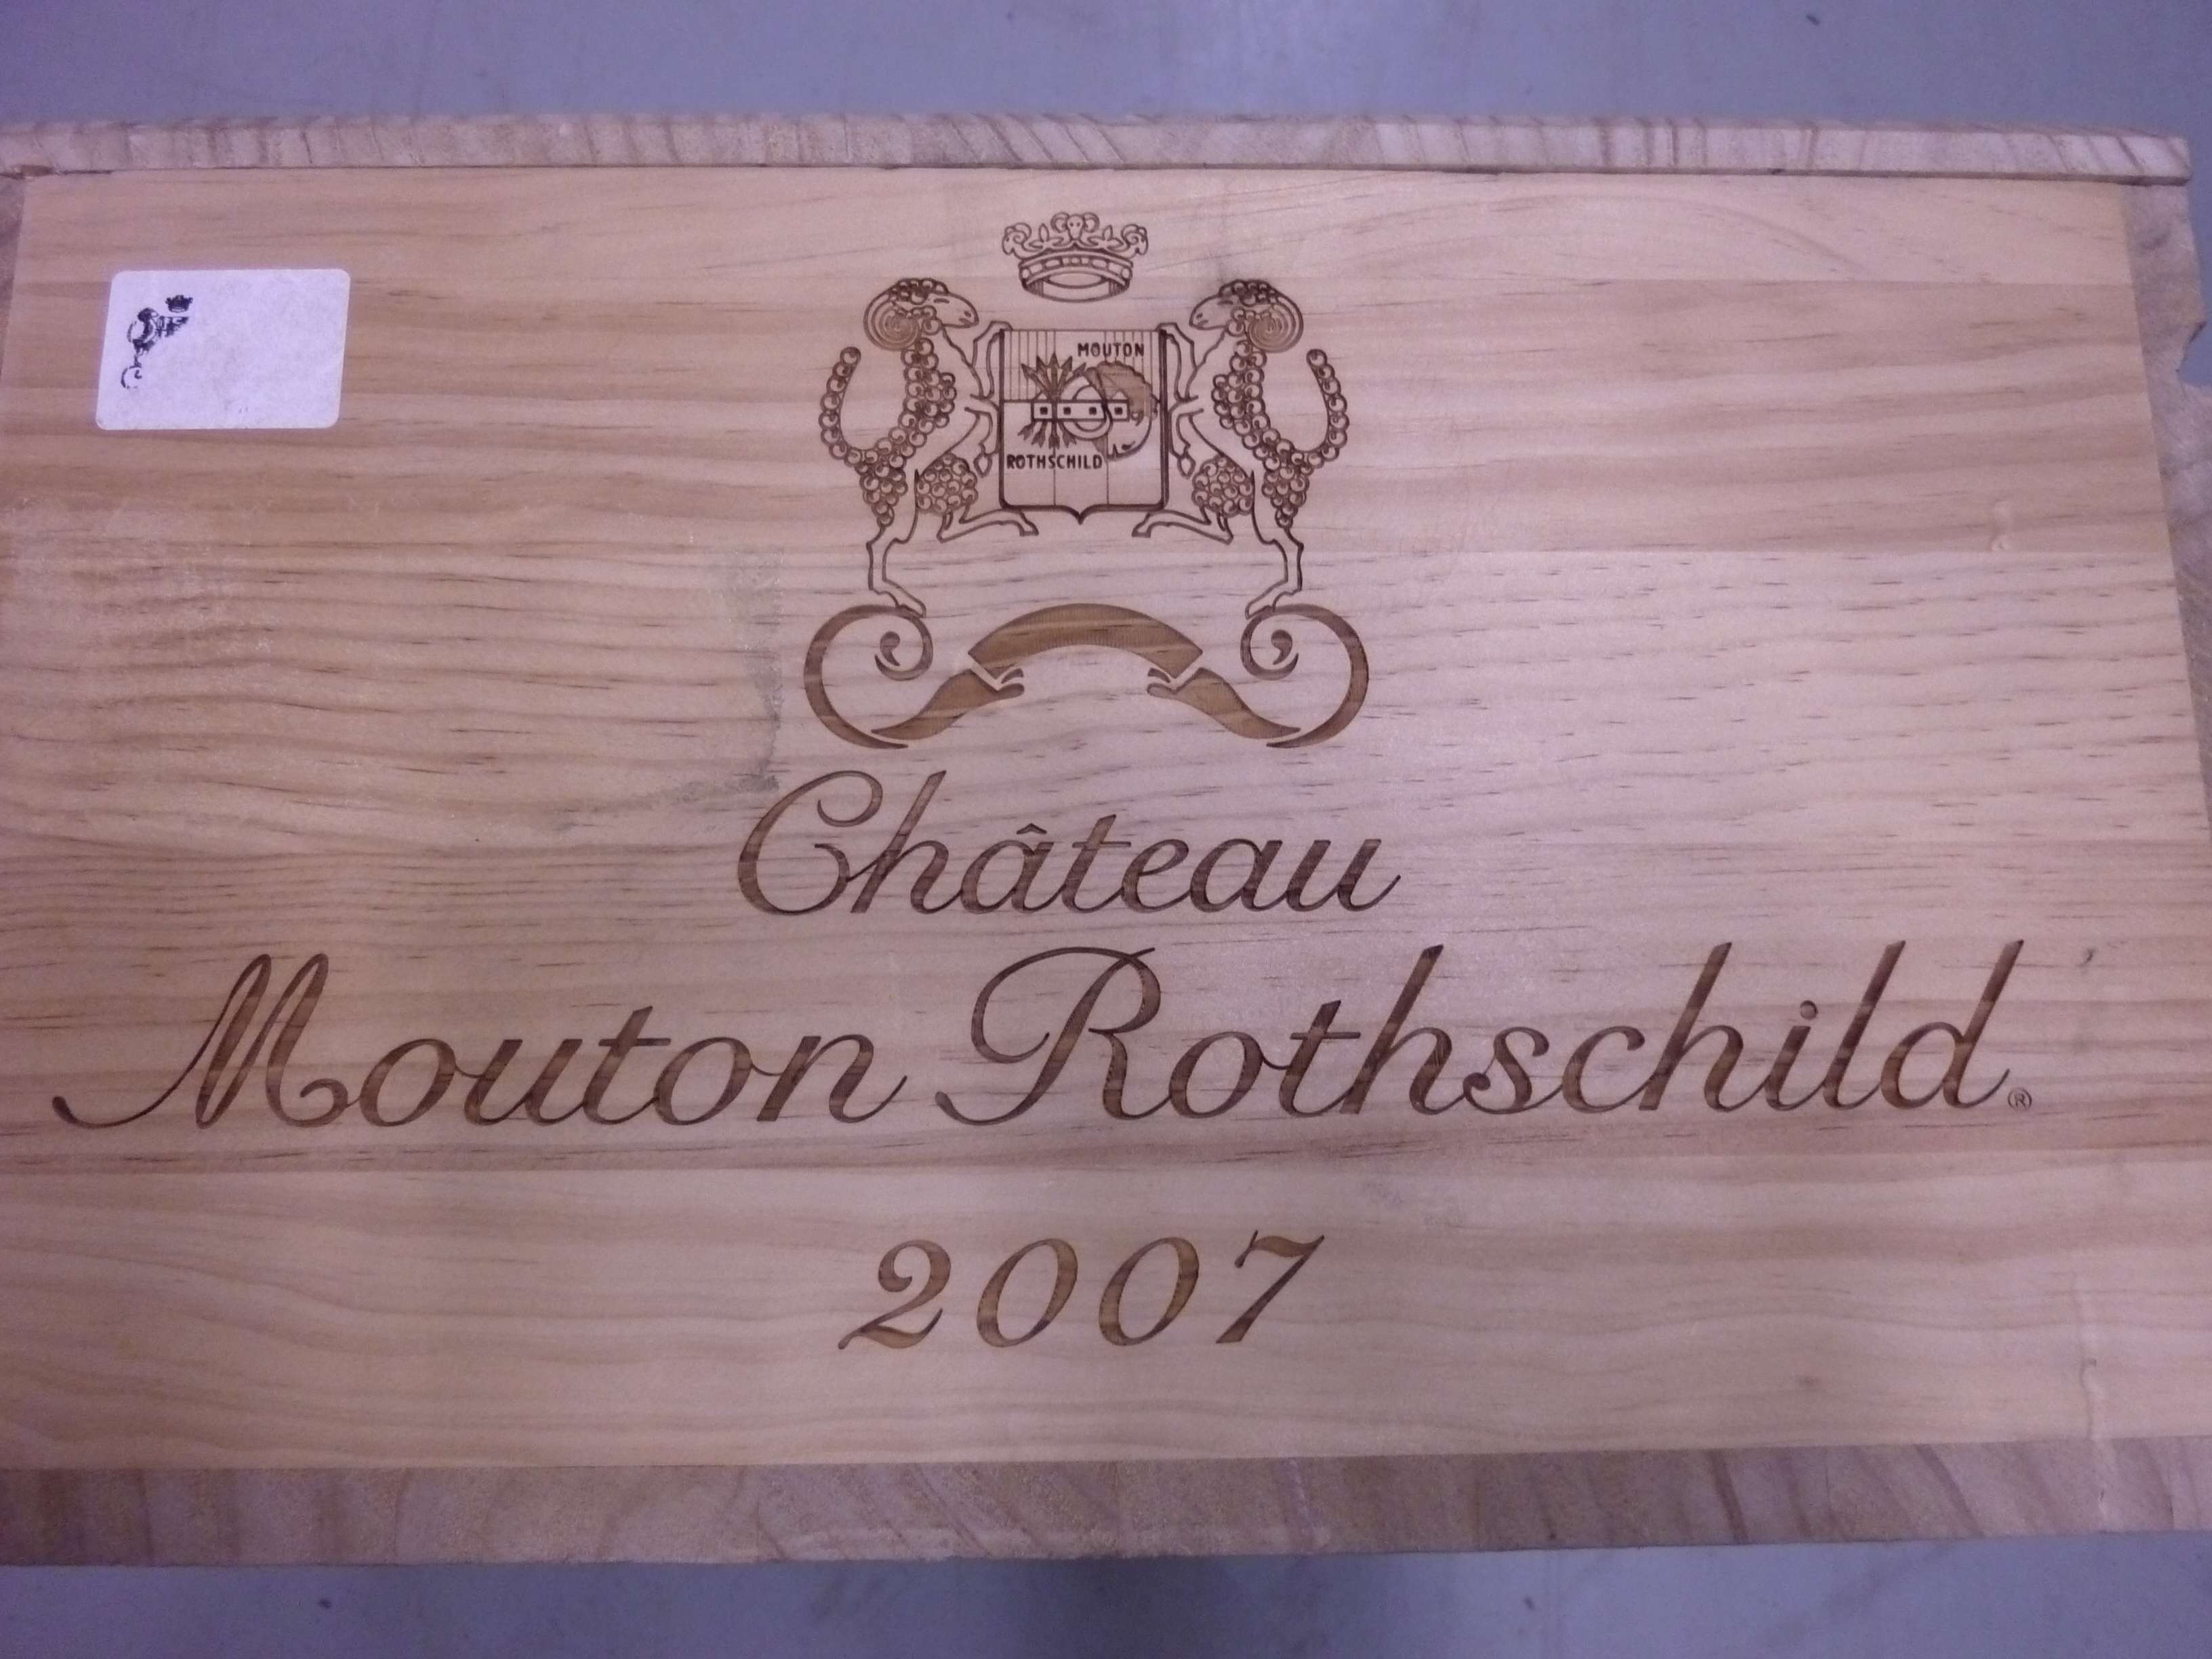 MOUTON
ROTHSCHILD
Château
Mouton Rothschild®
2007